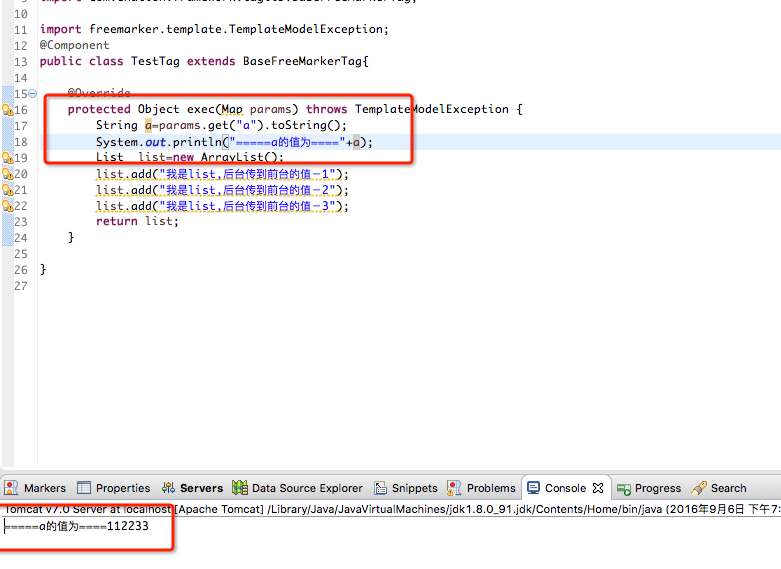 10
11 import freemarker.template.TemplateModelException;
12 @Component
13 public class TestTag extends BaseFreeMarkerTag{
14
15 @Override
16 protected Object exec(Map params) throws TemplateModelException {
17 String a=params.get("a").toString();
18 System.out.println("=====a的值为===="+a);
19 List list=new ArrayList();
20 list.add("我是list,后台传到前台的值－1");
21 list.add("我是list,后台传到前台的值－2");
22 list.add("我是list,后台传到前台的值－3");
23 return list;
24 }
25
26 }
27
Markers Properties Servers Data Source Explorer Snippets Problems Console Progress Search
Tomcat v7.0 Server at localhost [Apache Tomcat] /Library/Java/JavaVirtualMachines/jdk1.8.0_91.jdk/Contents/Home/bin/java (2016年9月6日 下午7:
=====a的值为====112233